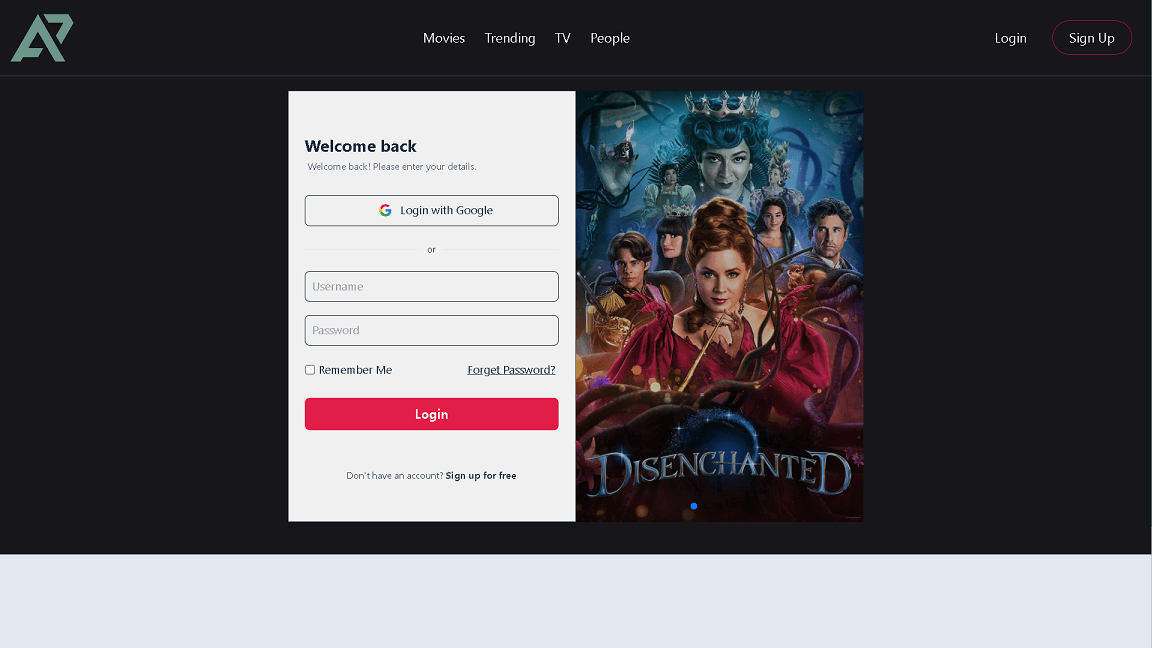 Movies Trending TV People Login Sign Up
Welcome back
Welcome back! Please enter your details.
Login with Google
or
Username
Password
Remember Me Forget Password?
Login
Don't have an account? Sign up for free
DISENCHANTED